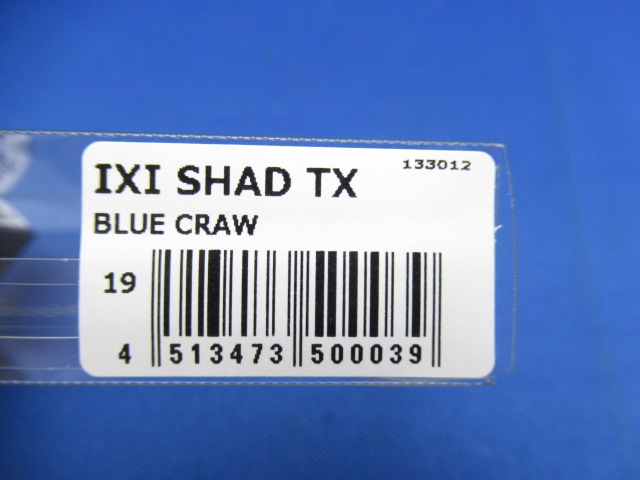 IXI SHAD TX 133012
BLUE CRAW
19
4 513473 500039